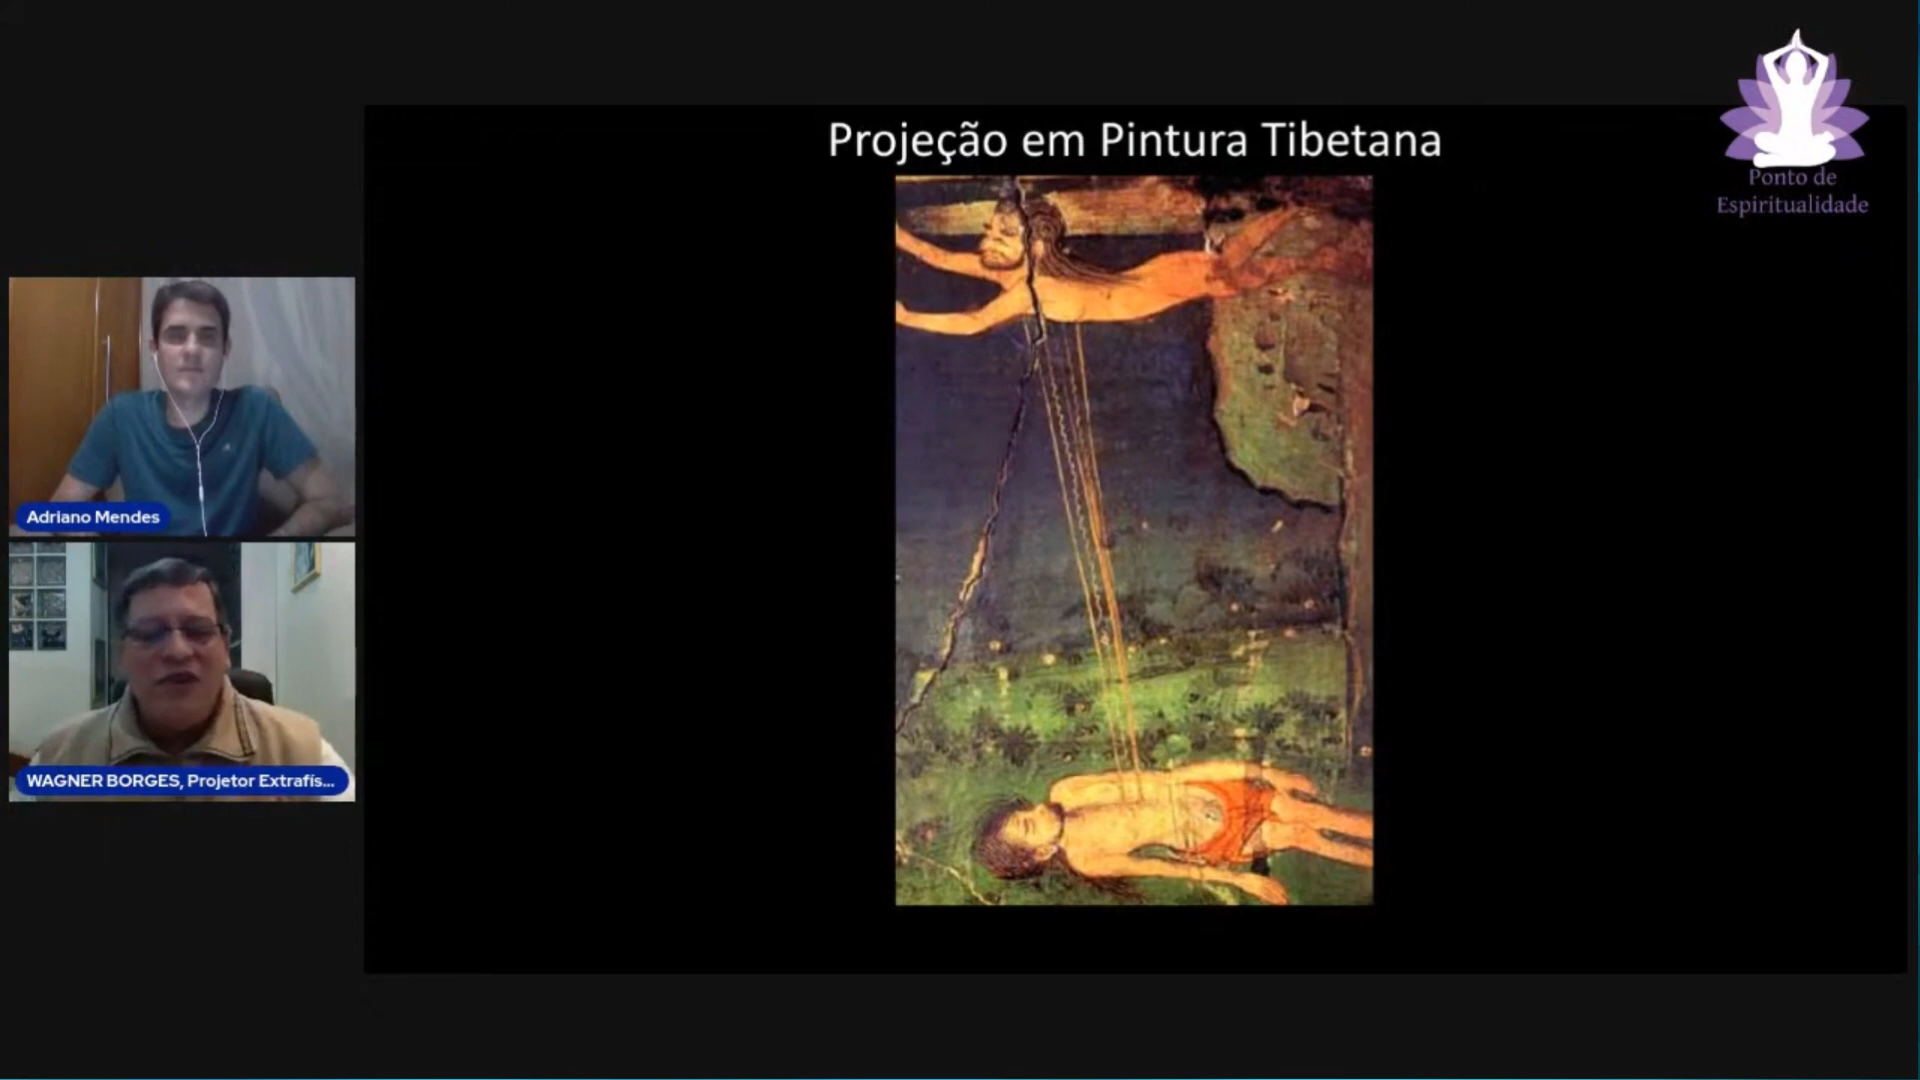 Projeção em Pintura Tibetana
Ponto de
Espiritualidade
Adriano Mendes
WAGNER BORGES, Projetor Extrafís...